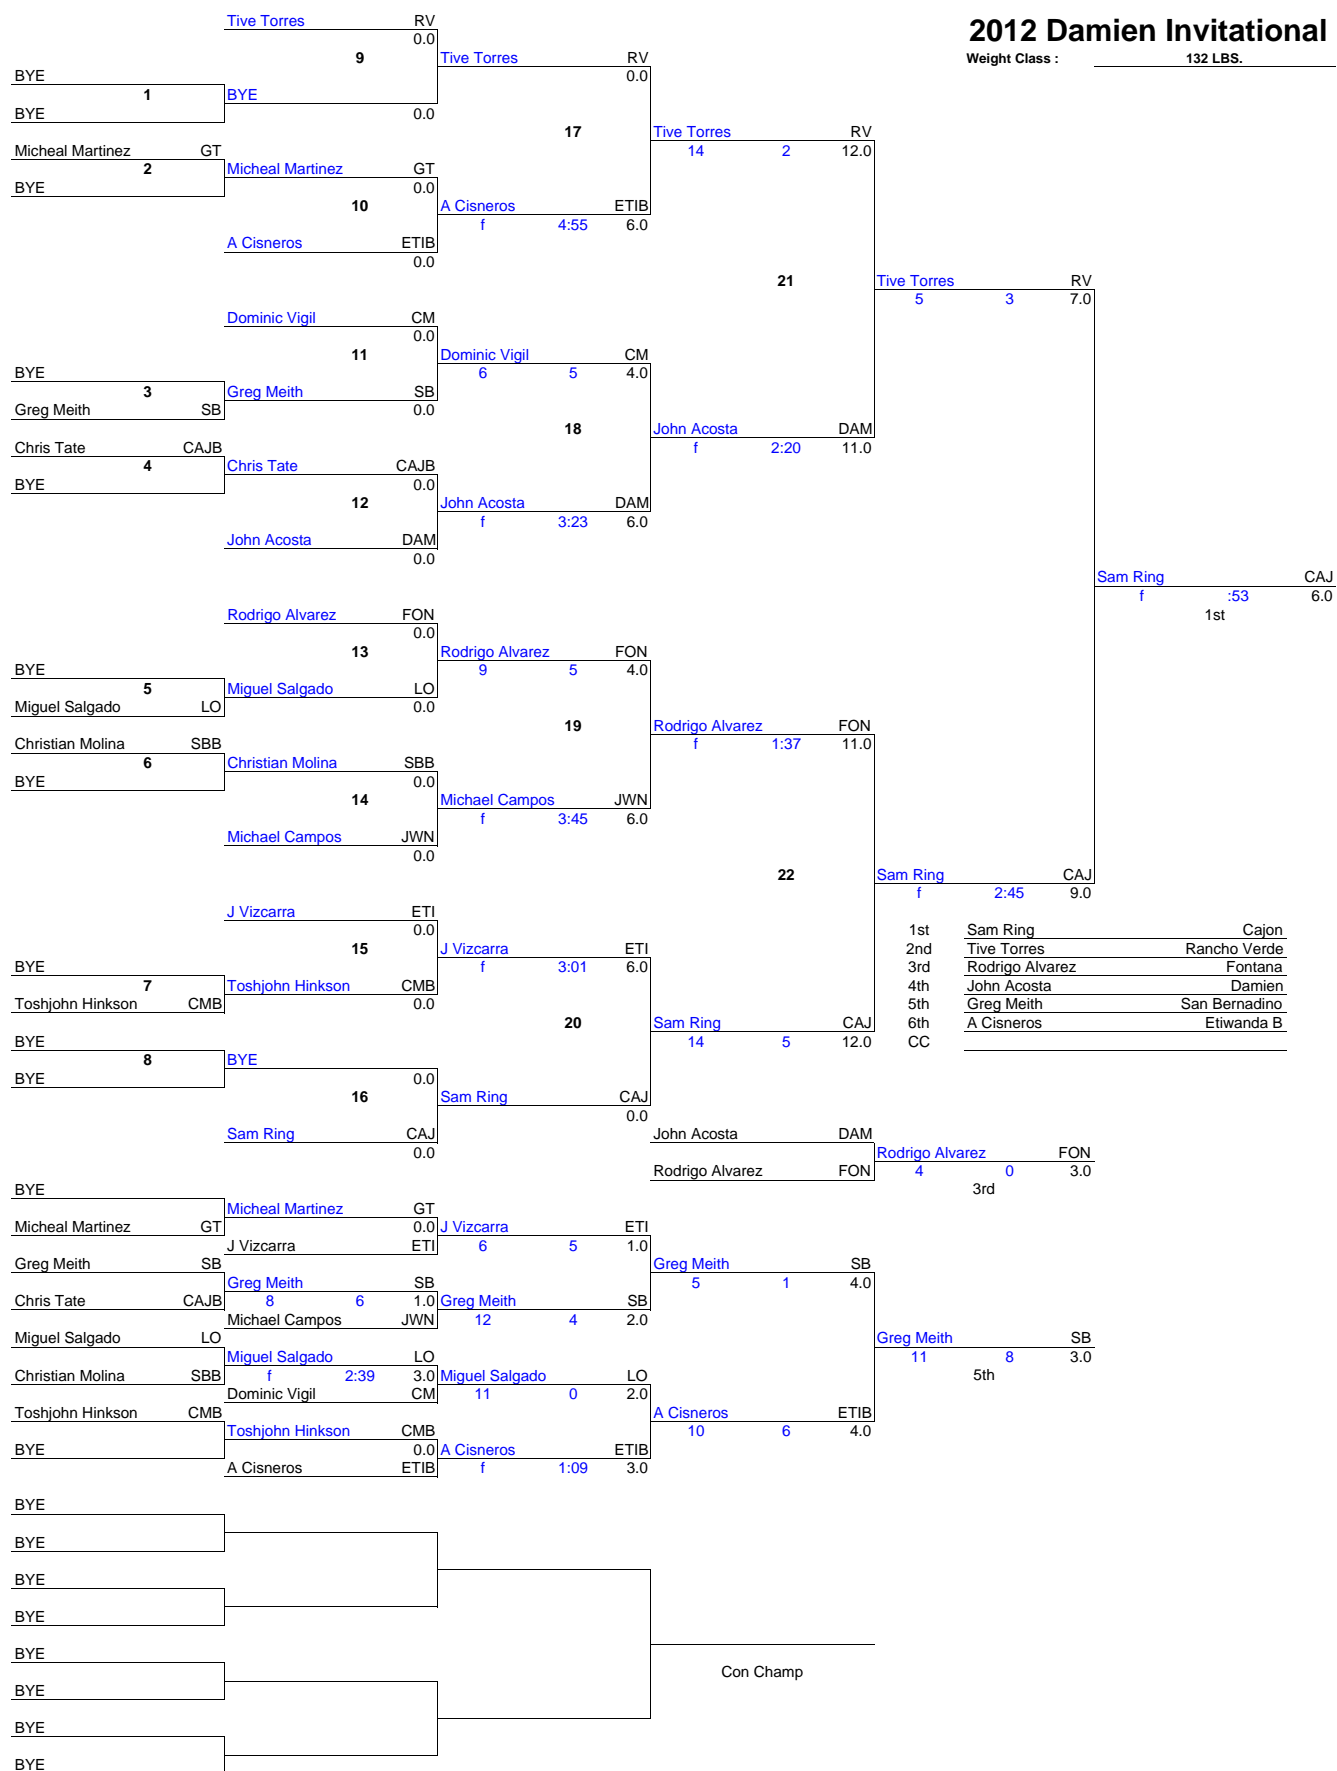 Tive Torres RV
2012 Damien Invitational
0.0
9 Tive Torres RV
Weight Class : 132 LBS.
BYE 0.0
1 BYE
BYE 0.0
17 Tive Torres RV
Micheal Martinez GT 14 2 12.0
2 Micheal Martinez GT
BYE 0.0
10 A Cisneros ETIB
f 4:55 6.0
A Cisneros ETIB
0.0
21 Tive Torres RV
5 3 7.0
Dominic Vigil CM
0.0
11 Dominic Vigil CM
BYE 6 5 4.0
3 Greg Meith SB
Greg Meith SB 0.0
18 John Acosta DAM
Chris Tate CAJB f 2:20 11.0
4 Chris Tate CAJB
BYE 0.0
12 John Acosta DAM
f 3:23 6.0
John Acosta DAM
0.0
Sam Ring CAJ
f :53 6.0
Rodrigo Alvarez FON 1st
0.0
13 Rodrigo Alvarez FON
BYE 9 5 4.0
5 Miguel Salgado LO
Miguel Salgado LO 0.0
19 Rodrigo Alvarez FON
Christian Molina SBB f 1:37 11.0
6 Christian Molina SBB
BYE 0.0
14 Michael Campos JWN
f 3:45 6.0
Michael Campos JWN
0.0
22 Sam Ring CAJ
f 2:45 9.0
J Vizcarra ETI
0.0
1st Sam Ring Cajon
15 J Vizcarra ETI 2nd Tive Torres Rancho Verde
BYE f 3:01 6.0 3rd Rodrigo Alvarez Fontana
7 Toshjohn Hinkson CMB 4th John Acosta Damien
Toshjohn Hinkson CMB 0.0 5th Greg Meith San Bernadino
20 Sam Ring CAJ 6th A Cisneros Etiwanda B
BYE 14 5 12.0 CC
8 BYE
BYE 0.0
16 Sam Ring CAJ
0.0
Sam Ring CAJ John Acosta DAM
0.0 Rodrigo Alvarez FON
Rodrigo Alvarez FON 4 0 3.0
BYE 3rd
Micheal Martinez GT
Micheal Martinez GT 0.0 J Vizcarra ETI
J Vizcarra ETI 6 5 1.0
Greg Meith SB Greg Meith SB
Greg Meith SB 5 1 4.0
Chris Tate CAJB 8 6 1.0 Greg Meith SB
Michael Campos JWN 12 4 2.0
Miguel Salgado LO Greg Meith SB
Miguel Salgado LO 11 8 3.0
Christian Molina SBB f 2:39 3.0 Miguel Salgado LO 5th
Dominic Vigil CM 11 0 2.0
Toshjohn Hinkson CMB A Cisneros ETIB
Toshjohn Hinkson CMB 10 6 4.0
BYE 0.0 A Cisneros ETIB
A Cisneros ETIB f 1:09 3.0
BYE
BYE
BYE
BYE
BYE
Con Champ
BYE
BYE
BYE